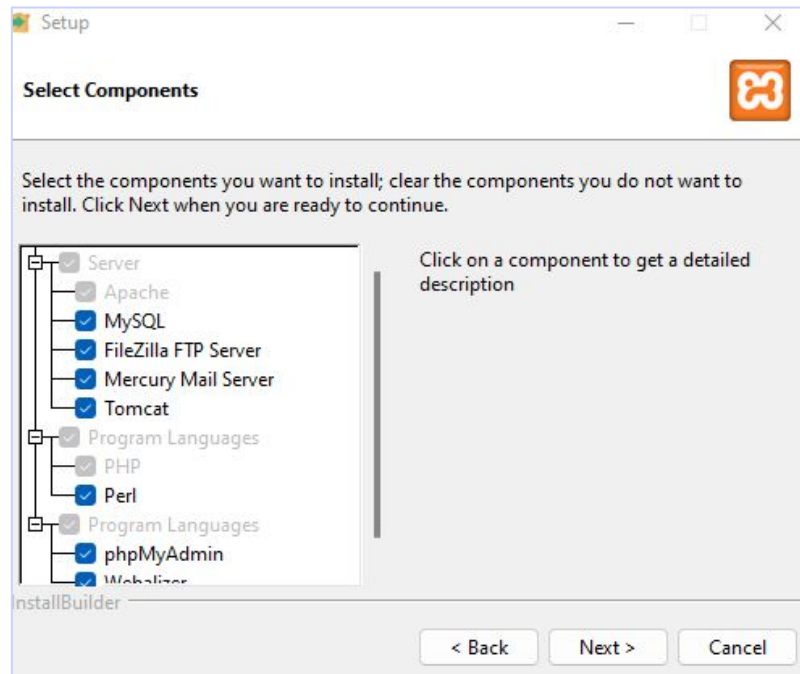 Setup
Select Components
Select the components you want to install; clear the components you do not want to
install. Click Next when you are ready to continue.
Server
Apache
MySQL
FileZilla FTP Server
Mercury Mail Server
Tomcat
Program Languages
PHP
Perl
Program Languages
phpMyAdmin
Webalizer
Click on a component to get a detailed
description
InstallBuilder
< Back
Next >
Cancel